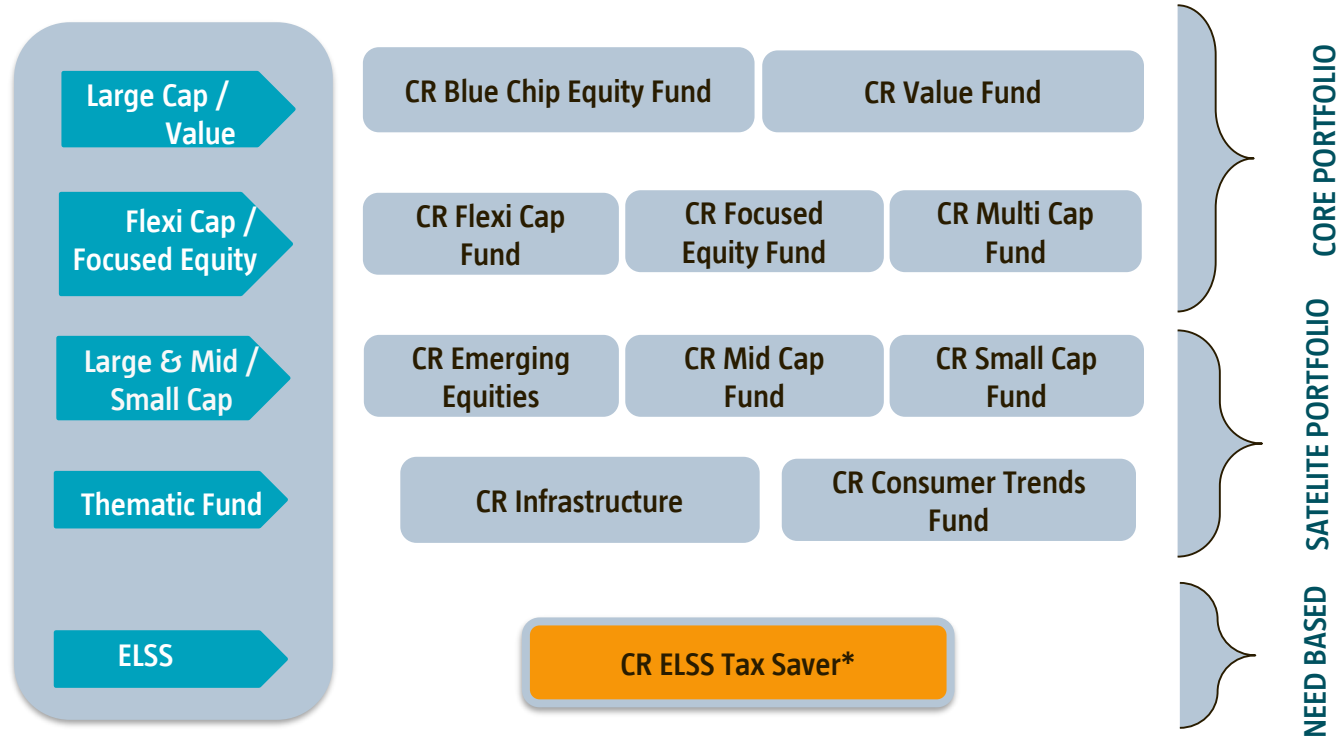 Large Cap /
Value
CR Blue Chip Equity Fund
CR Value Fund
Flexi Cap /
Focused Equity
CR Flexi Cap
Fund
CR Focused
Equity Fund
CR Multi Cap
Fund
CORE PORTFOLIO
Large & Mid /
Small Cap
CR Emerging
Equities
CR Mid Cap
Fund
CR Small Cap
Fund
Thematic Fund
CR Infrastructure
CR Consumer Trends
Fund
SATELITE PORTFOLIO
ELSS
CR ELSS Tax Saver*
NEED BASED